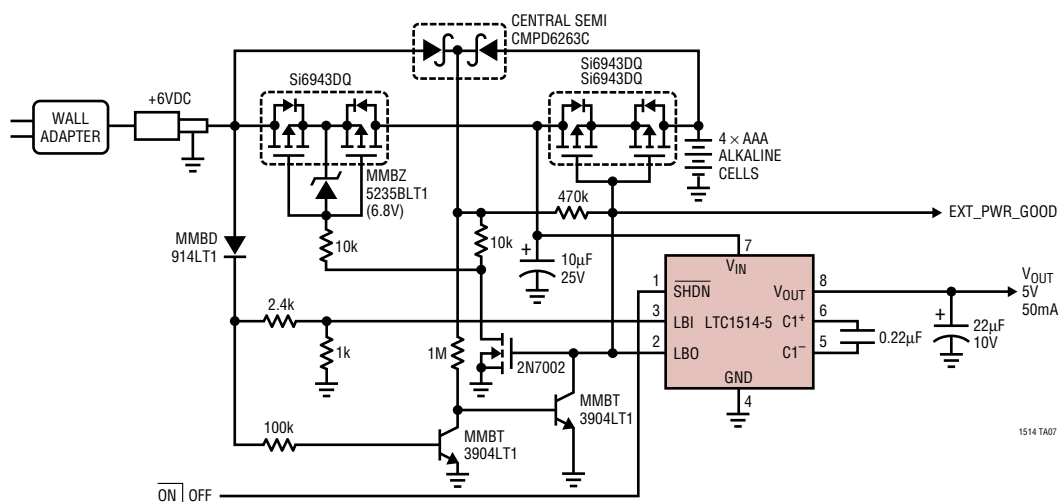 CENTRAL SEMI
CMPD6263C
Si6943DQ
Si6943DQ
Si6943DQ
+6VDC
WALL
ADAPTER
4 × AAA
ALKALINE
CELLS
MMBZ
5235BLT1
(6.8V)
470k
EXT_PWR_GOOD
MMBD
914LT1
10k
10k
+
10µF
25V
7
VIN
1
SHDN
VOUT
8
VOUT
5V
50mA
2.4k
3
LBI
LTC1514-5
C1+
6
0.22µF
+
22µF
10V
1k
1M
2
LBO
C1–
5
2N7002
GND
4
100k
MMBT
3904LT1
MMBT
3904LT1
1514 TA07
ON OFF